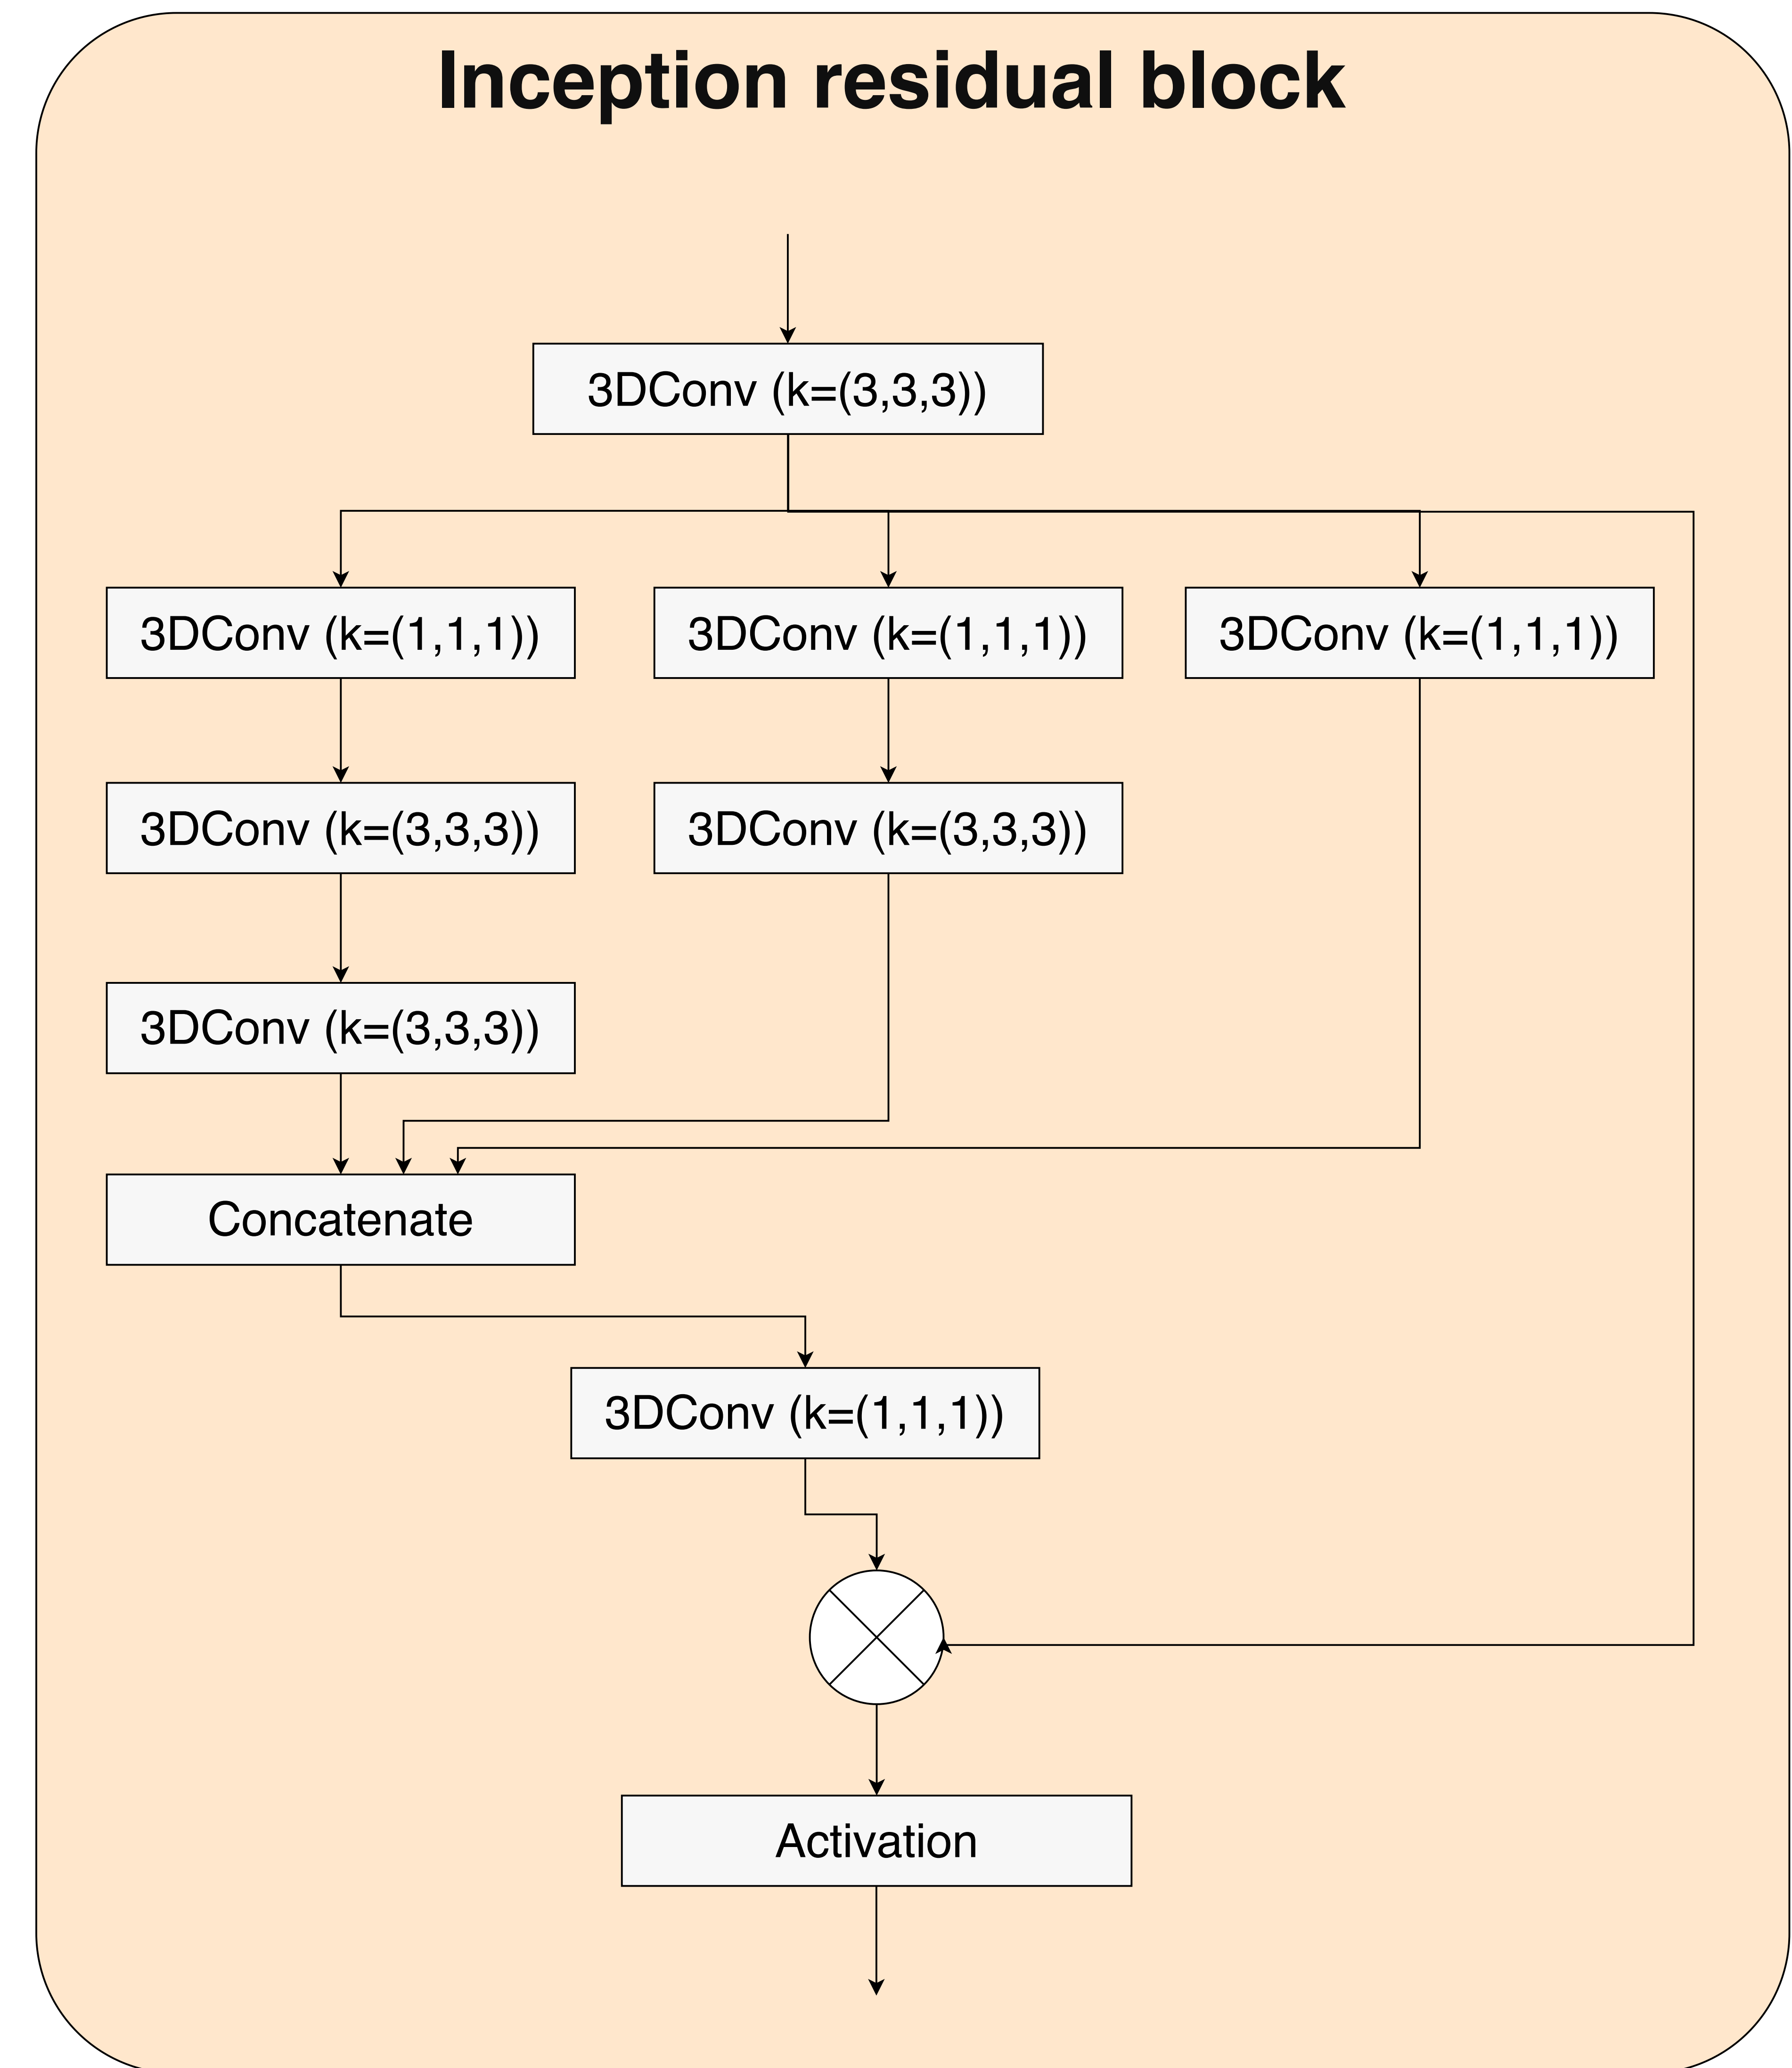 Inception residual block
3DConv (k=(3,3,3))
3DConv (k=(1,1,1))
3DConv (k=(1,1,1))
3DConv (k=(1,1,1))
3DConv (k=(3,3,3))
3DConv (k=(3,3,3))
3DConv (k=(3,3,3))
Concatenate
3DConv (k=(1,1,1))
Activation